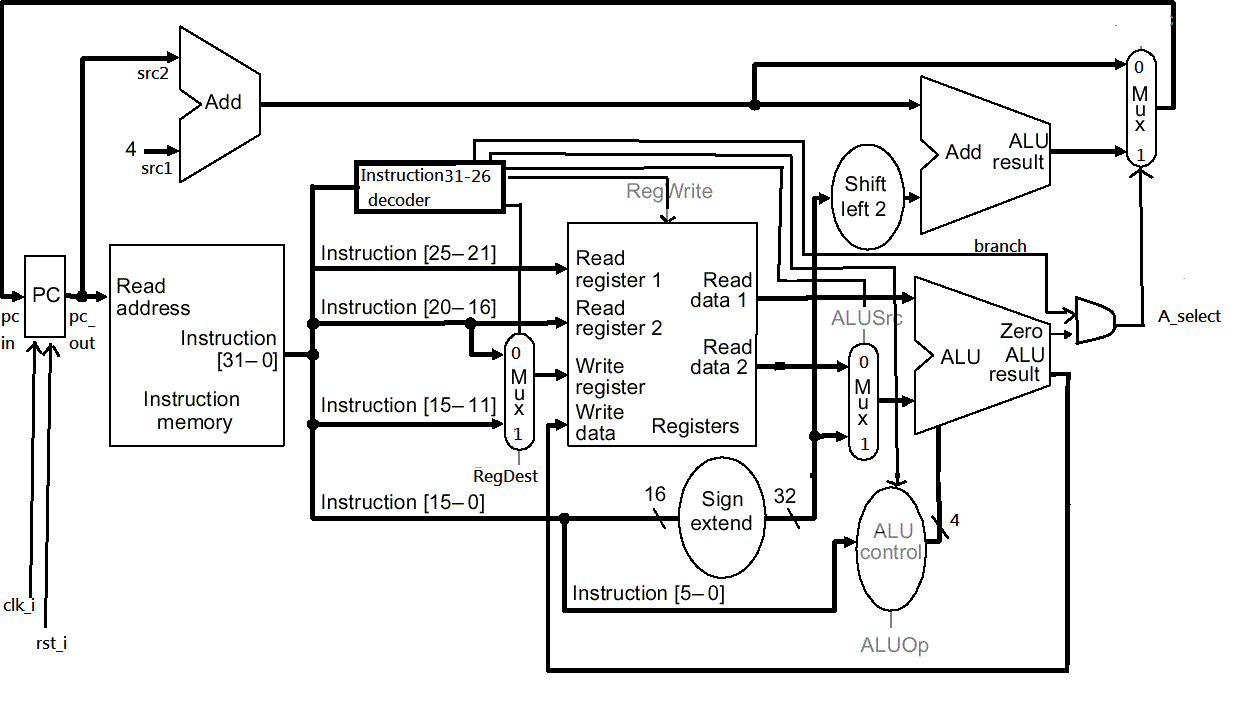 src2
Add
4
src1
0
M
u
x
1
Add
ALU
result
Instruction31-26
decoder
RegWrite
Shift
left 2
branch
PC
pc
in
pc_
out
Read
address
Instruction
[31–0]
Instruction
memory
Instruction [25–21]
Instruction [20–16]
Instruction [15–11]
Instruction [15–0]
0
M
u
x
1
RegDest
Read
register 1
Read
register 2
Write
register
Write
data
Read
data 1
Read
data 2
Registers
ALUSrc
0
M
u
x
1
Zero
ALU
ALU
result
A_select
16
Sign
extend
32
ALU
control
4
Instruction [5–0]
ALUOp
clk_i
rst_i